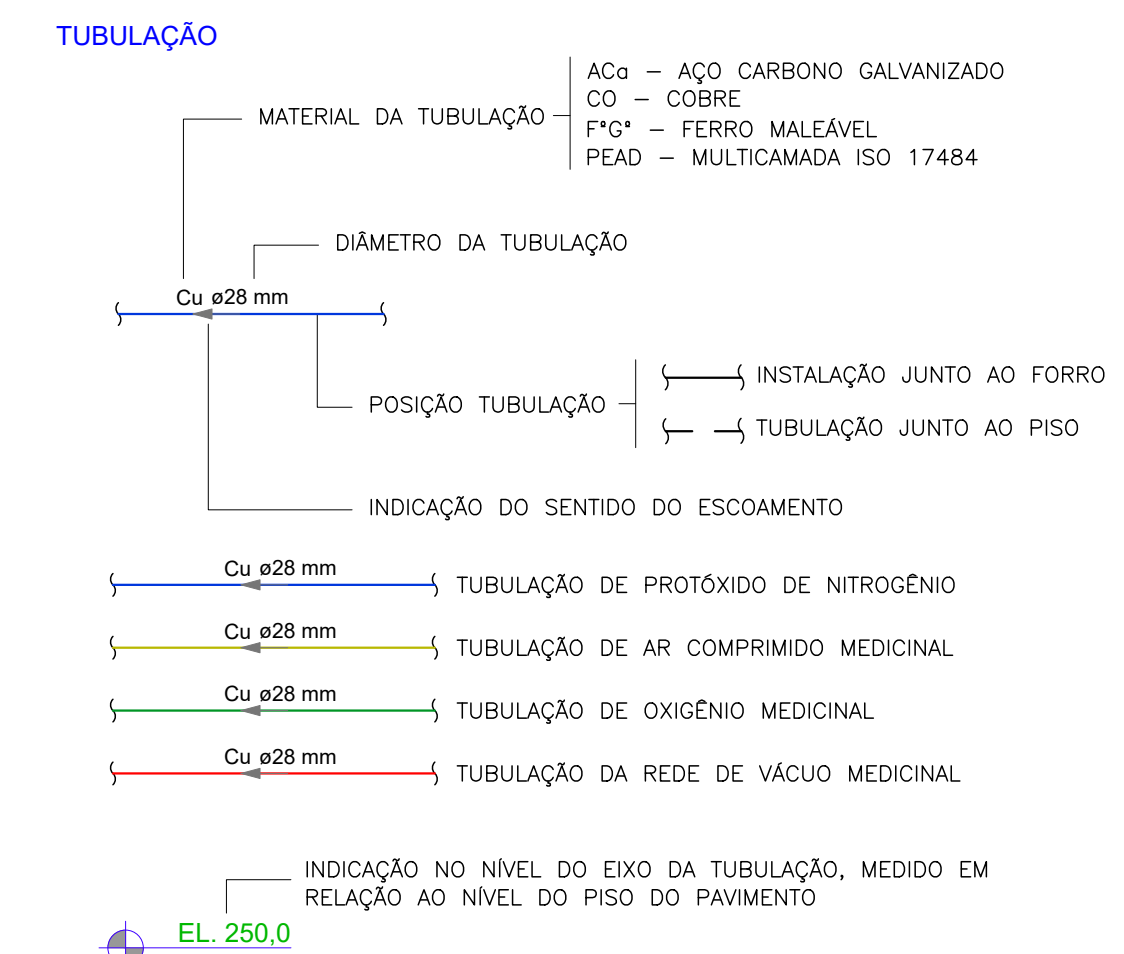 TUBULAÇÃO
MATERIAL DA TUBULAÇÃO
ACa – AÇO CARBONO GALVANIZADO
CO – COBRE
FºGº – FERRO MALEÁVEL
PEAD – MULTICAMADA ISO 17484
DIÂMETRO DA TUBULAÇÃO
Cu ø28 mm
POSIÇÃO TUBULAÇÃO
INSTALAÇÃO JUNTO AO FORRO
TUBULAÇÃO JUNTO AO PISO
INDICAÇÃO DO SENTIDO DO ESCOAMENTO
Cu ø28 mm TUBULAÇÃO DE PROTÓXIDO DE NITROGÊNIO
Cu ø28 mm TUBULAÇÃO DE AR COMPRIMIDO MEDICINAL
Cu ø28 mm TUBULAÇÃO DE OXIGÊNIO MEDICINAL
Cu ø28 mm TUBULAÇÃO DA REDE DE VÁCUO MEDICINAL
INDICAÇÃO NO NÍVEL DO EIXO DA TUBULAÇÃO, MEDIDO EM
RELAÇÃO AO NÍVEL DO PISO DO PAVIMENTO
EL. 250,0